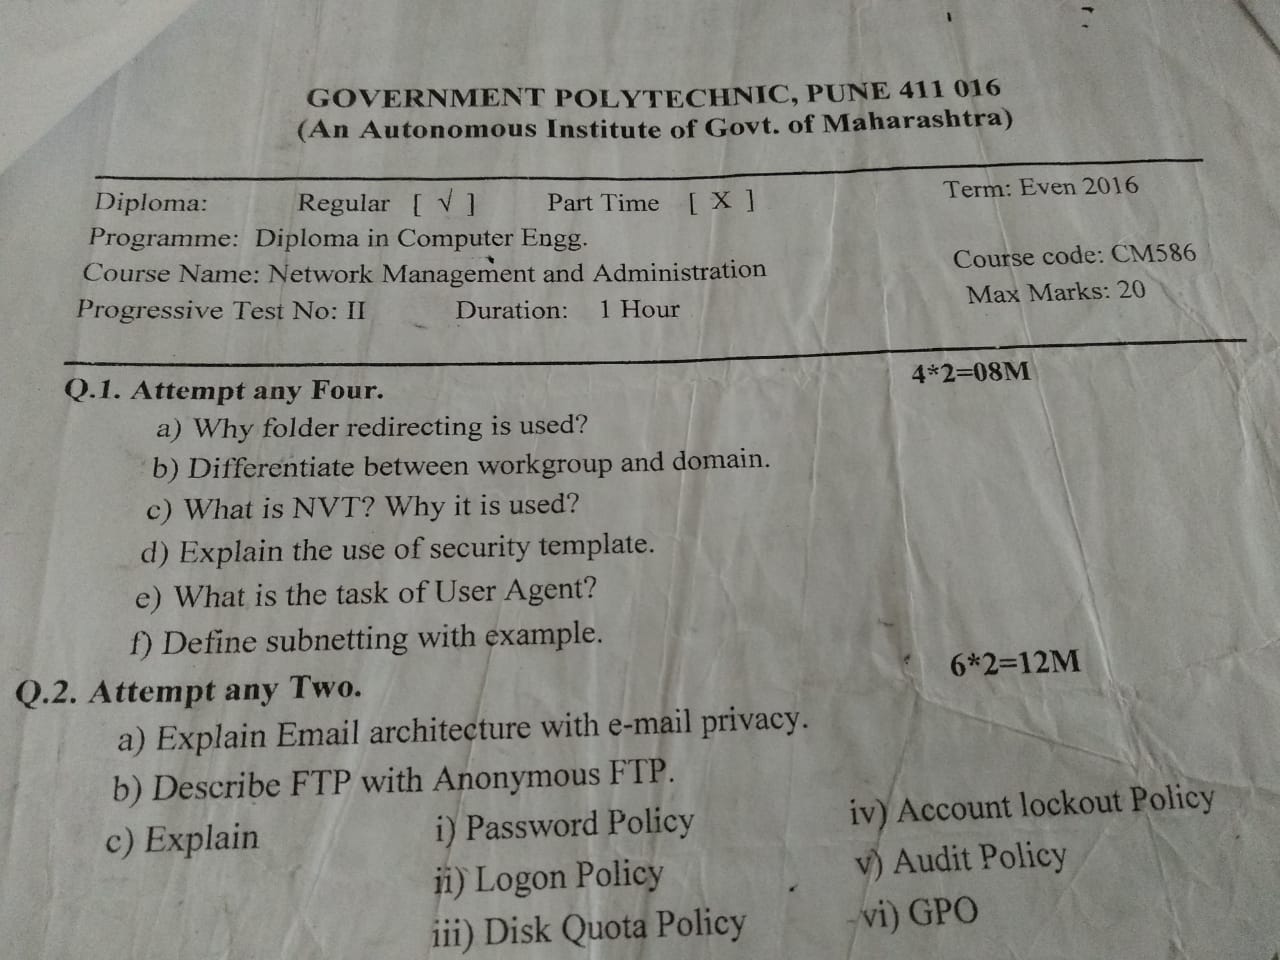 GOVERNMENT POLYTECHNIC, PUNE 411 016
(An Autonomous Institute of Govt. of Maharashtra)
Diploma: Regular [ √ ] Part Time [ X ] Term: Even 2016
Programme: Diploma in Computer Engg.
Course Name: Network Management and Administration Course code: CM586
Progressive Test No: II Duration: 1 Hour Max Marks: 20
Q.1. Attempt any Four. 4*2=08M
a) Why folder redirecting is used?
b) Differentiate between workgroup and domain.
c) What is NVT? Why it is used?
d) Explain the use of security template.
e) What is the task of User Agent?
f) Define subnetting with example.
Q.2. Attempt any Two. 6*2=12M
a) Explain Email architecture with e-mail privacy.
b) Describe FTP with Anonymous FTP.
c) Explain i) Password Policy iv) Account lockout Policy
ii) Logon Policy v) Audit Policy
iii) Disk Quota Policy vi) GPO